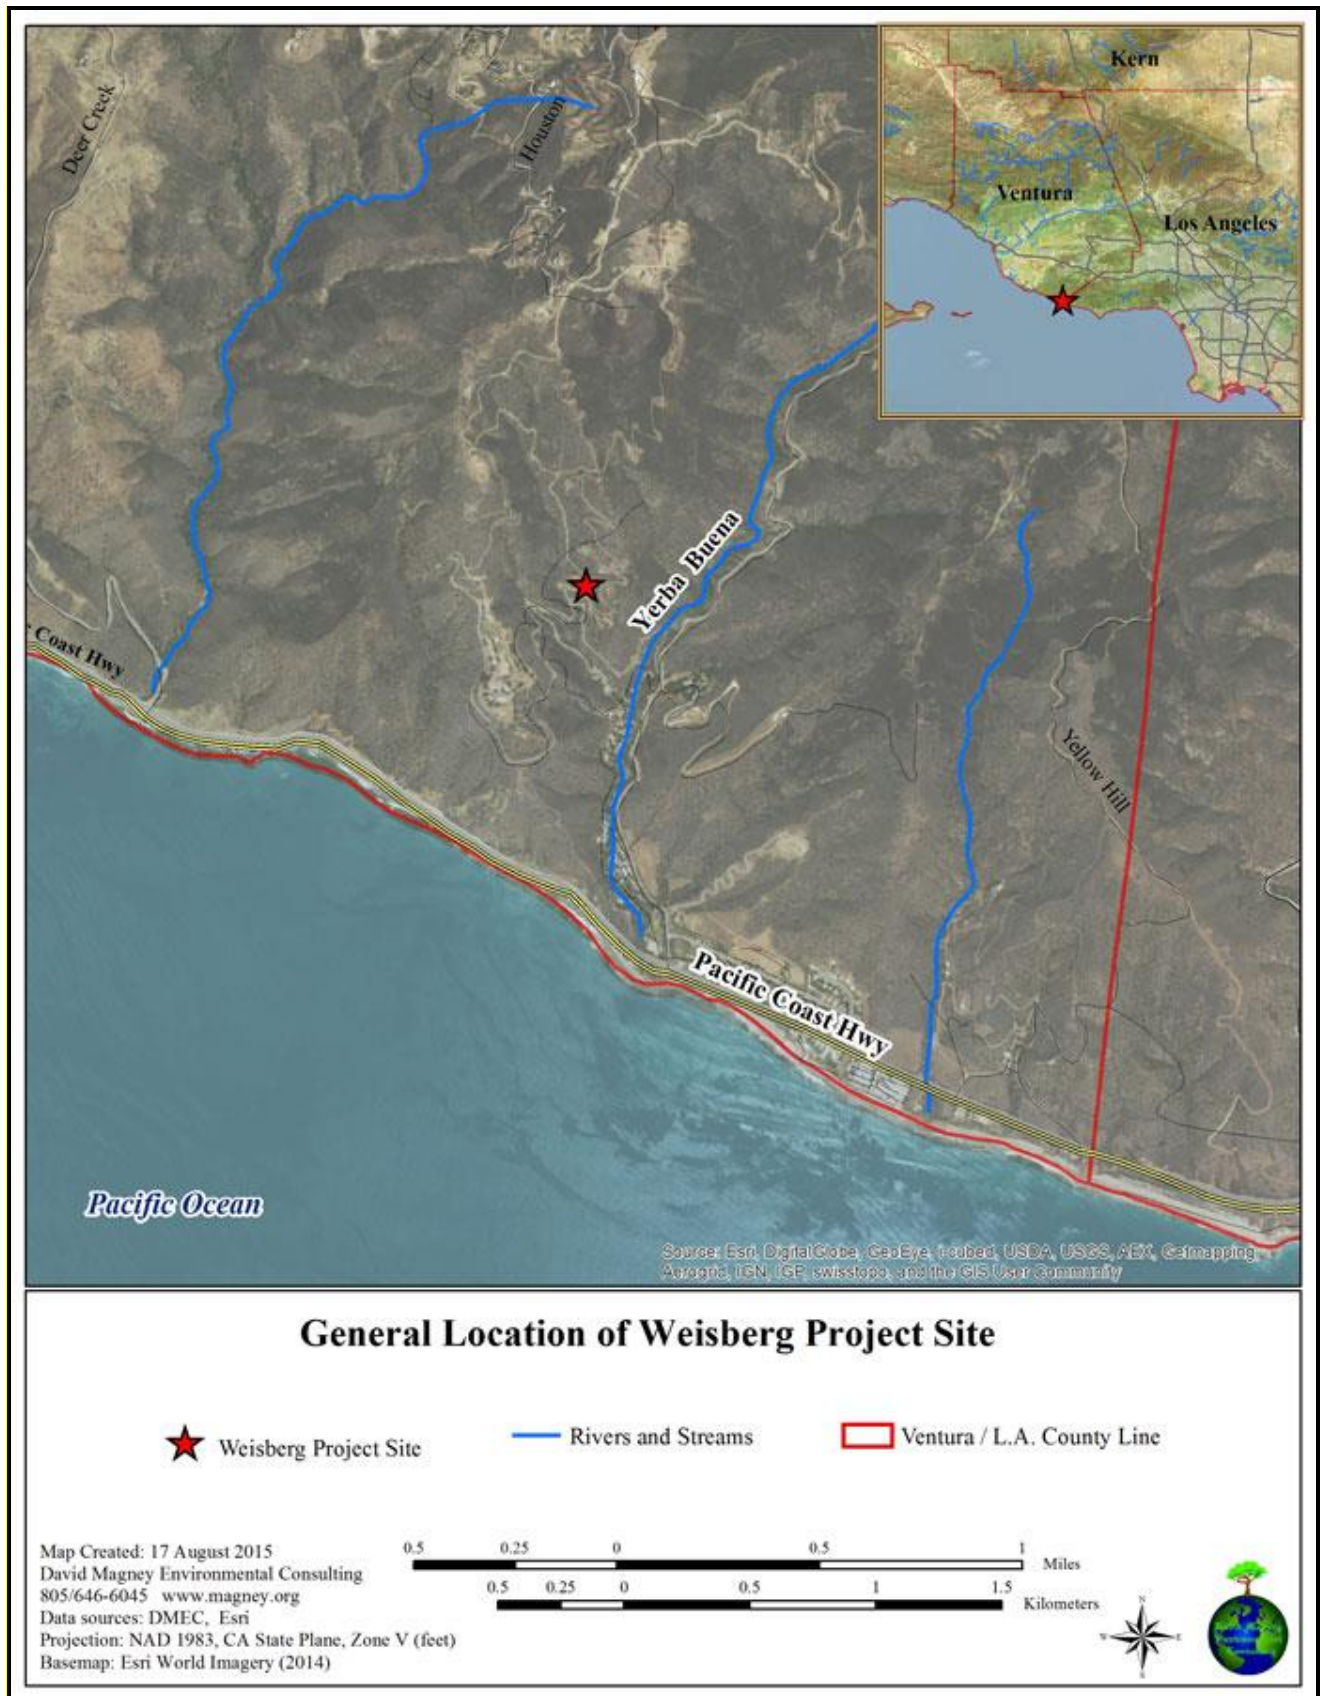 Kern
Ventura
Los Angeles
Deer Creek
Houston
Yerba Buena
Coast Hwy
Yellow Hill
Pacific Coast Hwy
Pacific Ocean
Source: Esri, DigitalGlobe, GeoEye, i-cubed, USDA, USGS, AEX, Getmapping,
Aerogrid, IGN, IGP, swisstopo, and the GIS User Community
General Location of Weisberg Project Site
Weisberg Project Site
Rivers and Streams
Ventura / L.A. County Line
Map Created: 17 August 2015
David Magney Environmental Consulting
805/646-6045 www.magney.org
Data sources: DMEC, Esri
Projection: NAD 1983, CA State Plane, Zone V (feet)
Basemap: Esri World Imagery (2014)
0.5 0.25 0 0.5 1
Miles
0.5 0.25 0 0.5 1 1.5
Kilometers
N
W E
S